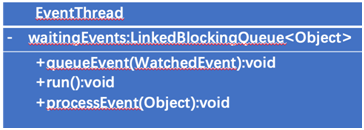 EventThread
- waitingEvents:LinkedBlockingQueue<Object>
+queueEvent(WatchedEvent):void
+run():void
+processEvent(Object):void